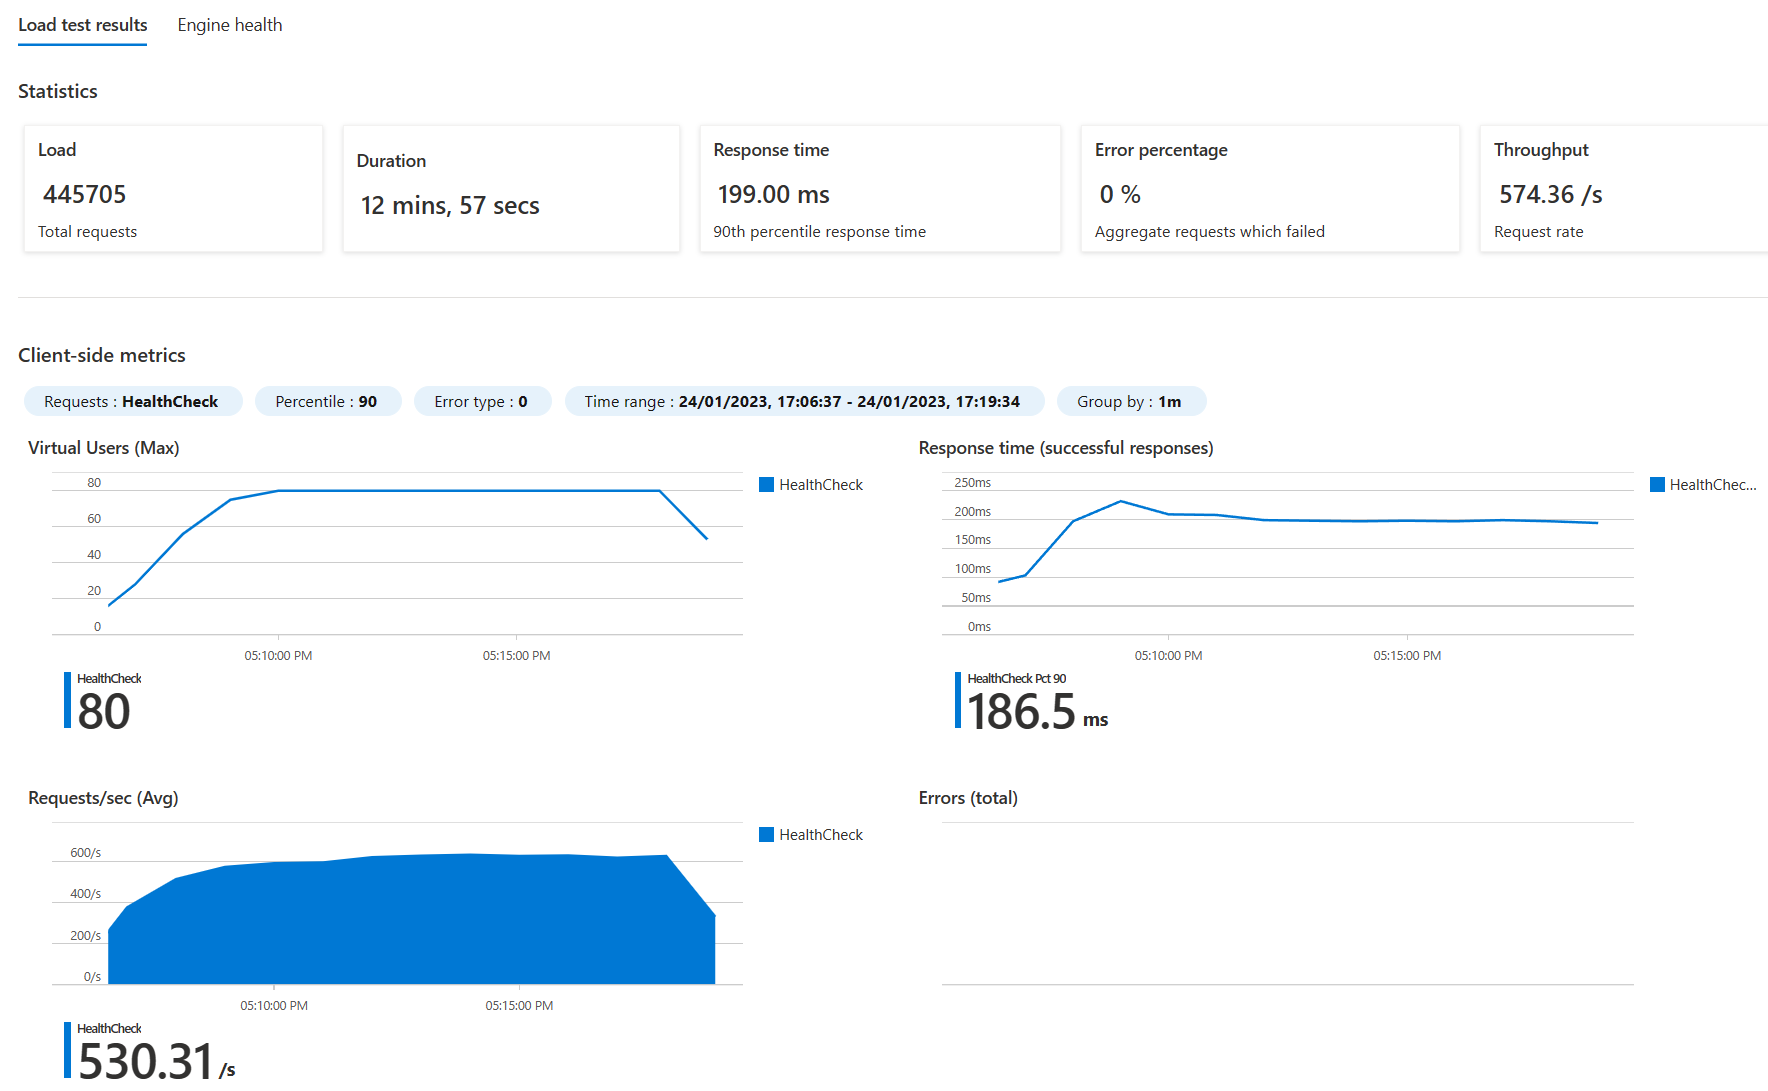 Load test results
Engine health
Statistics
Load
445705
Total requests
Duration
12 mins, 57 secs
Response time
199.00 ms
90th percentile response time
Error percentage
0 %
Aggregate requests which failed
Throughput
574.36 /s
Request rate
Client-side metrics
Requests : HealthCheck
Percentile : 90
Error type : 0
Time range : 24/01/2023, 17:06:37 - 24/01/2023, 17:19:34
Group by : 1m
Virtual Users (Max)
80
60
40
20
0
05:10:00 PM
05:15:00 PM
HealthCheck
HealthCheck
80
Response time (successful responses)
250ms
200ms
150ms
100ms
50ms
0ms
05:10:00 PM
05:15:00 PM
HealthChec...
HealthCheck Pct 90
186.5 ms
Requests/sec (Avg)
600/s
400/s
200/s
0/s
05:10:00 PM
05:15:00 PM
HealthCheck
HealthCheck
530.31 /s
Errors (total)